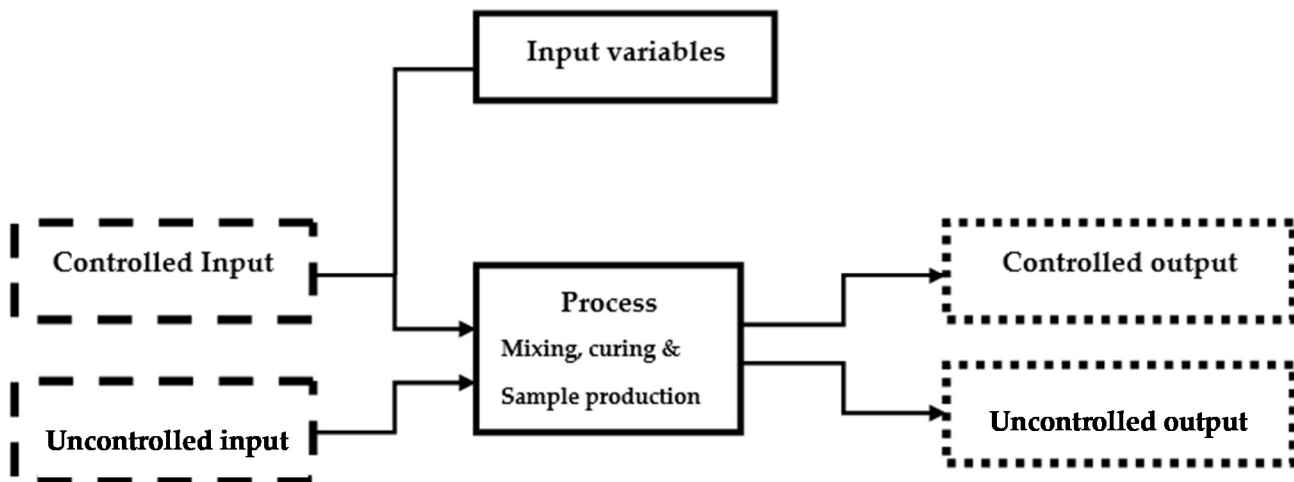 Input variables
Controlled Input
Controlled output
Process
Mixing, curing &
Sample production
Uncontrolled input
Uncontrolled output